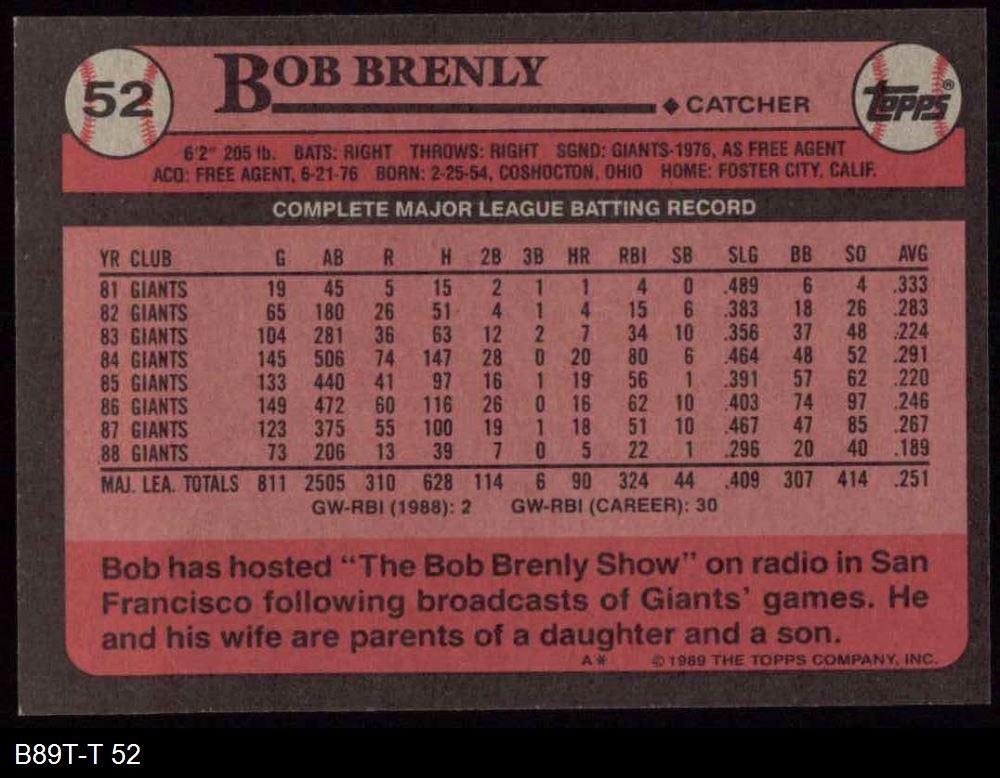 52 BOB BRENLY ◆ CATCHER TOPPS®
6'2" 205 lb. BATS: RIGHT THROWS: RIGHT SGND: GIANTS-1976, AS FREE AGENT
ACQ: FREE AGENT, 6-21-76 BORN: 2-25-54, COSHOCTON, OHIO HOME: FOSTER CITY, CALIF.
COMPLETE MAJOR LEAGUE BATTING RECORD
YR CLUB G AB R H 2B 3B HR RBI SB SLG BB SO AVG
81 GIANTS 19 45 5 15 2 1 1 4 0 .489 6 4 .333
82 GIANTS 65 180 26 51 4 1 4 15 6 .383 18 26 .283
83 GIANTS 104 281 36 63 12 2 7 34 10 .356 37 48 .224
84 GIANTS 145 506 74 147 28 0 20 80 6 .464 48 52 .291
85 GIANTS 133 440 41 97 16 1 19 56 1 .391 57 62 .220
86 GIANTS 149 472 60 116 26 0 16 62 10 .403 74 97 .246
87 GIANTS 123 375 55 100 19 1 18 51 10 .467 47 85 .267
88 GIANTS 73 206 13 39 7 0 5 22 1 .296 20 40 .189
MAJ. LEA. TOTALS 811 2505 310 628 114 6 90 324 44 .409 307 414 .251
GW-RBI (1988): 2 GW-RBI (CAREER): 30
Bob has hosted “The Bob Brenly Show” on radio in San
Francisco following broadcasts of Giants’ games. He
and his wife are parents of a daughter and a son.
A* © 1989 THE TOPPS COMPANY, INC.
B89T-T 52